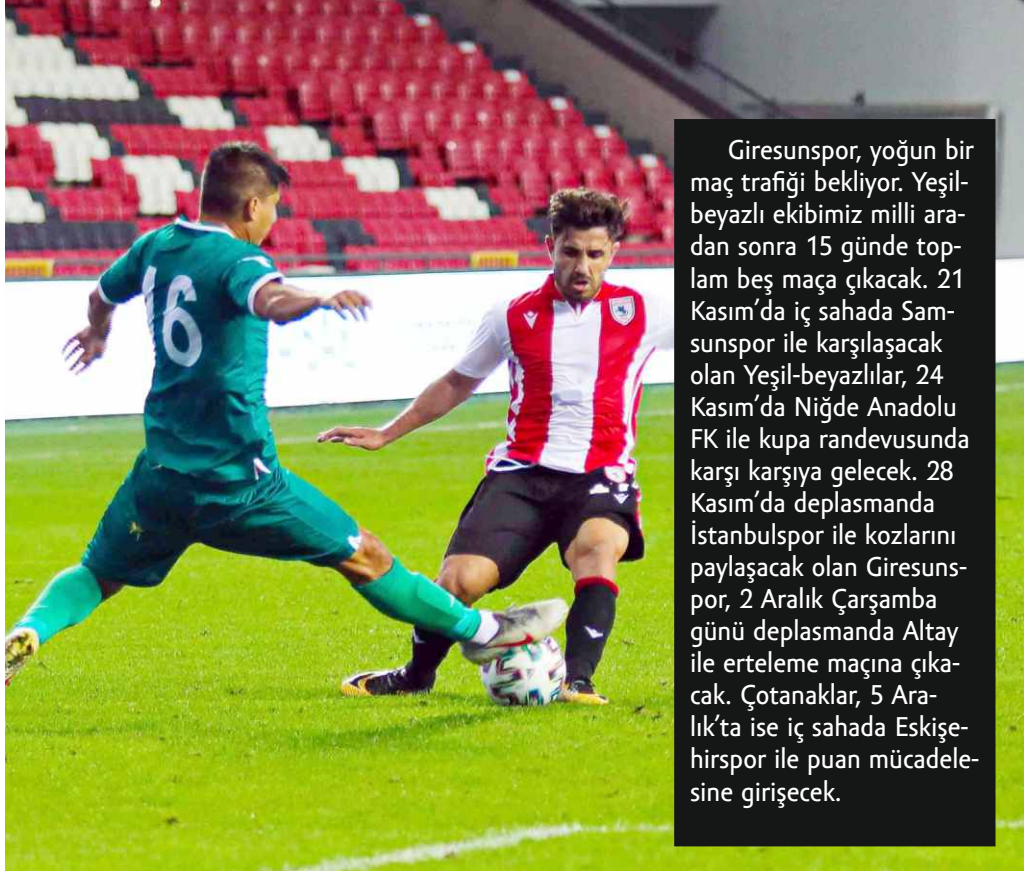 16
Giresunspor, yoğun bir
maç trafiği bekliyor. Yeşil-
beyazlı ekibimiz milli ara-
dan sonra 15 günde top-
lam beş maça çıkacak. 21
Kasım’da iç sahada Sam-
sunspor ile karşılaşacak
olan Yeşil-beyazlılar, 24
Kasım’da Niğde Anadolu
FK ile kupa randevusunda
karşı karşıya gelecek. 28
Kasım’da deplasmanda
İstanbulspor ile kozlarını
paylaşacak olan Giresuns-
por, 2 Aralık Çarşamba
günü deplasmanda Altay
ile erteleme maçına çıka-
cak. Çotanaklar, 5 Ara-
lık’ta ise iç sahada Eskişe-
hirspor ile puan mücadele-
sine girişecek.